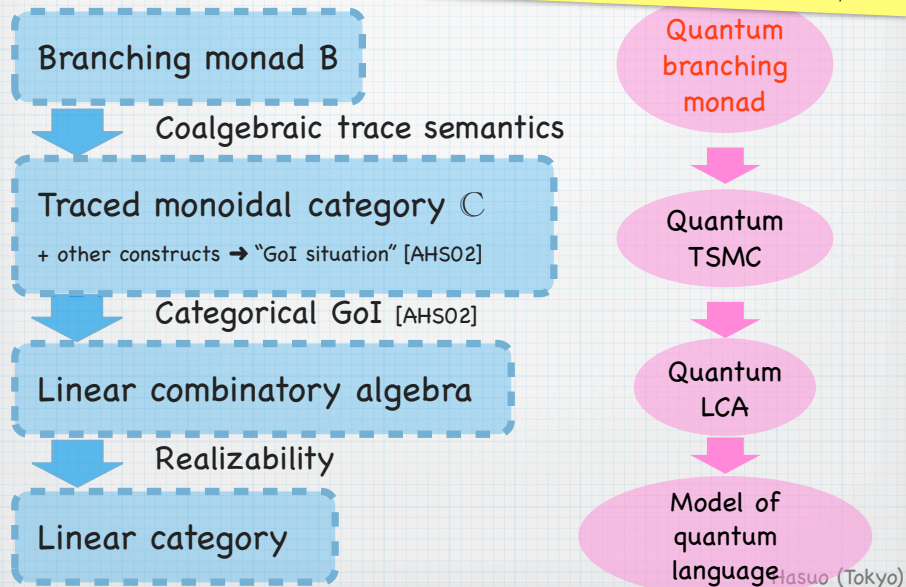 Branching monad B
Coalgebraic trace semantics
Traced monoidal category ℂ
+ other constructs ➜ “GoI situation” [AHS02]
Categorical GoI [AHS02]
Linear combinatory algebra
Realizability
Linear category
Quantum
branching
monad
Quantum
TSMC
Quantum
LCA
Model of
quantum
language
Hasuo (Tokyo)